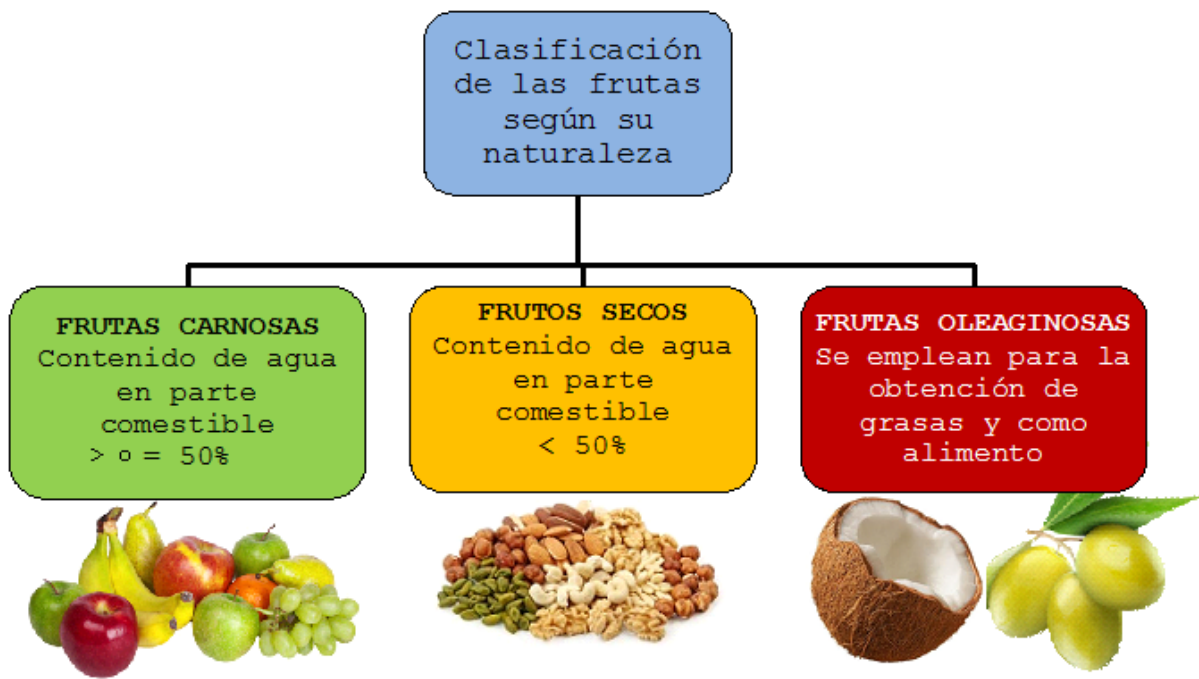 Clasificación
de las frutas
según su
naturaleza
FRUTAS CARNOSAS
Contenido de agua
en parte
comestible
> o = 50%
FRUTOS SECOS
Contenido de agua
en parte
comestible
< 50%
FRUTAS OLEAGINOSAS
Se emplean para la
obtención de
grasas y como
alimento